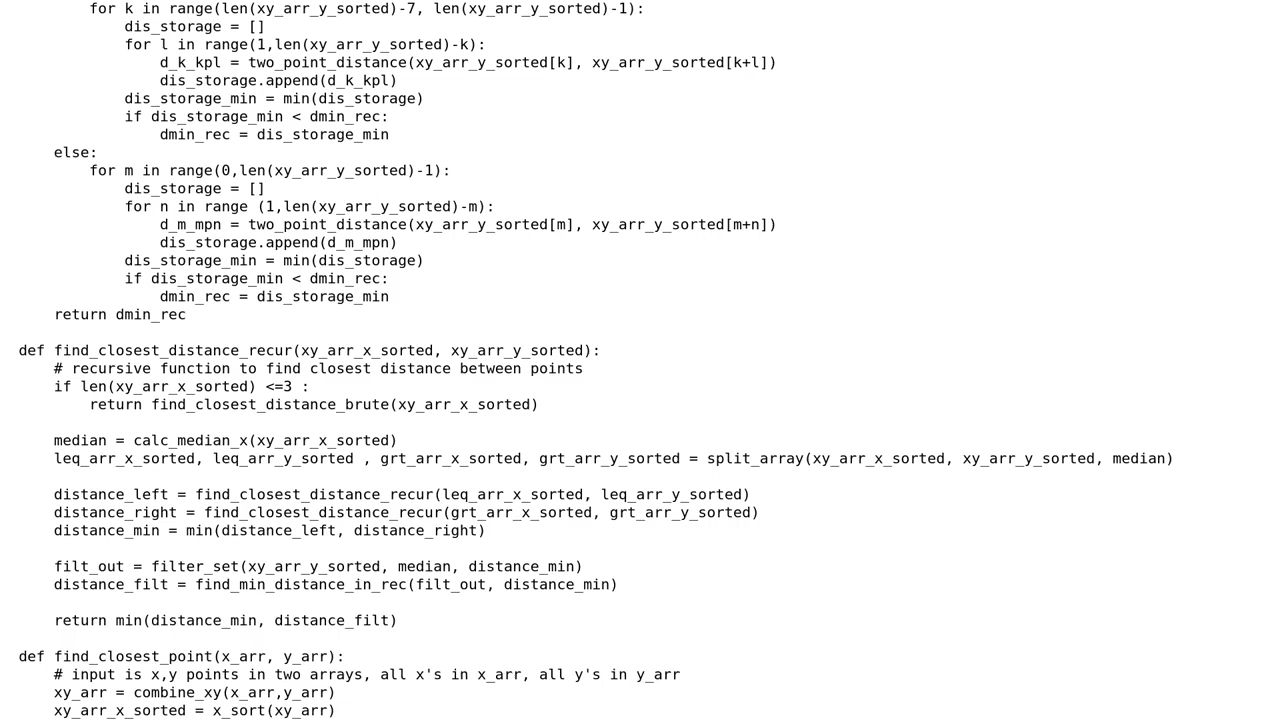 for k in range(len(xy_arr_y_sorted)-7, len(xy_arr_y_sorted)-1):
            dis_storage = []
            for l in range(1,len(xy_arr_y_sorted)-k):
                d_k_kpl = two_point_distance(xy_arr_y_sorted[k], xy_arr_y_sorted[k+l])
                dis_storage.append(d_k_kpl)
            dis_storage_min = min(dis_storage)
            if dis_storage_min < dmin_rec:
                dmin_rec = dis_storage_min
    else:
        for m in range(0,len(xy_arr_y_sorted)-1):
            dis_storage = []
            for n in range (1,len(xy_arr_y_sorted)-m):
                d_m_mpn = two_point_distance(xy_arr_y_sorted[m], xy_arr_y_sorted[m+n])
                dis_storage.append(d_m_mpn)
            dis_storage_min = min(dis_storage)
            if dis_storage_min < dmin_rec:
                dmin_rec = dis_storage_min
    return dmin_rec

def find_closest_distance_recur(xy_arr_x_sorted, xy_arr_y_sorted):
    # recursive function to find closest distance between points
    if len(xy_arr_x_sorted) <=3 :
        return find_closest_distance_brute(xy_arr_x_sorted)

    median = calc_median_x(xy_arr_x_sorted)
    leq_arr_x_sorted, leq_arr_y_sorted , grt_arr_x_sorted, grt_arr_y_sorted = split_array(xy_arr_x_sorted, xy_arr_y_sorted, median)

    distance_left = find_closest_distance_recur(leq_arr_x_sorted, leq_arr_y_sorted)
    distance_right = find_closest_distance_recur(grt_arr_x_sorted, grt_arr_y_sorted)
    distance_min = min(distance_left, distance_right)

    filt_out = filter_set(xy_arr_y_sorted, median, distance_min)
    distance_filt = find_min_distance_in_rec(filt_out, distance_min)

    return min(distance_min, distance_filt)

def find_closest_point(x_arr, y_arr):
    # input is x,y points in two arrays, all x's in x_arr, all y's in y_arr
    xy_arr = combine_xy(x_arr,y_arr)
    xy_arr_x_sorted = x_sort(xy_arr)